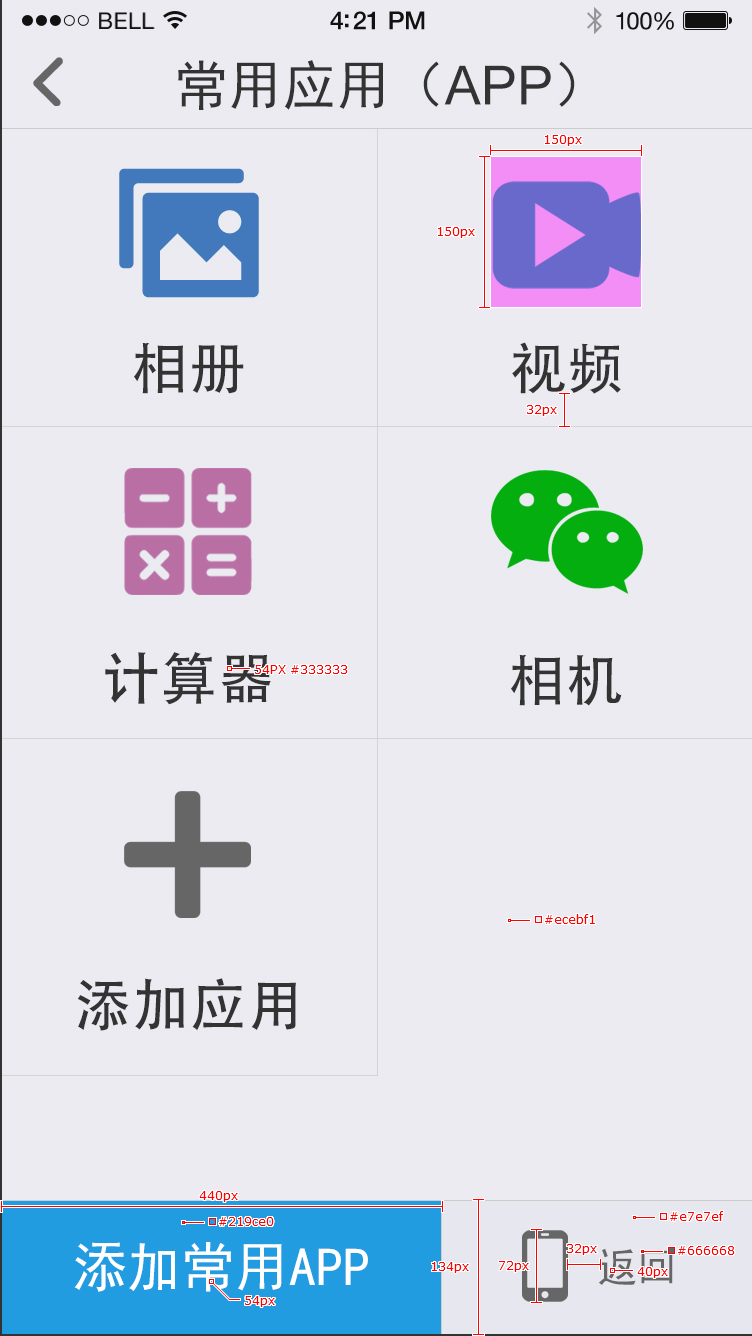 BELL 4:21 PM 100%
常用应用（APP）
150px
150px
相册 视频
32px
计算器 54PX #333333 相机
#ecebf1
添加应用
440px
#219ce0 #e7e7ef
添加常用APP 134px 72px 32px 返回 #666668
40px
54px